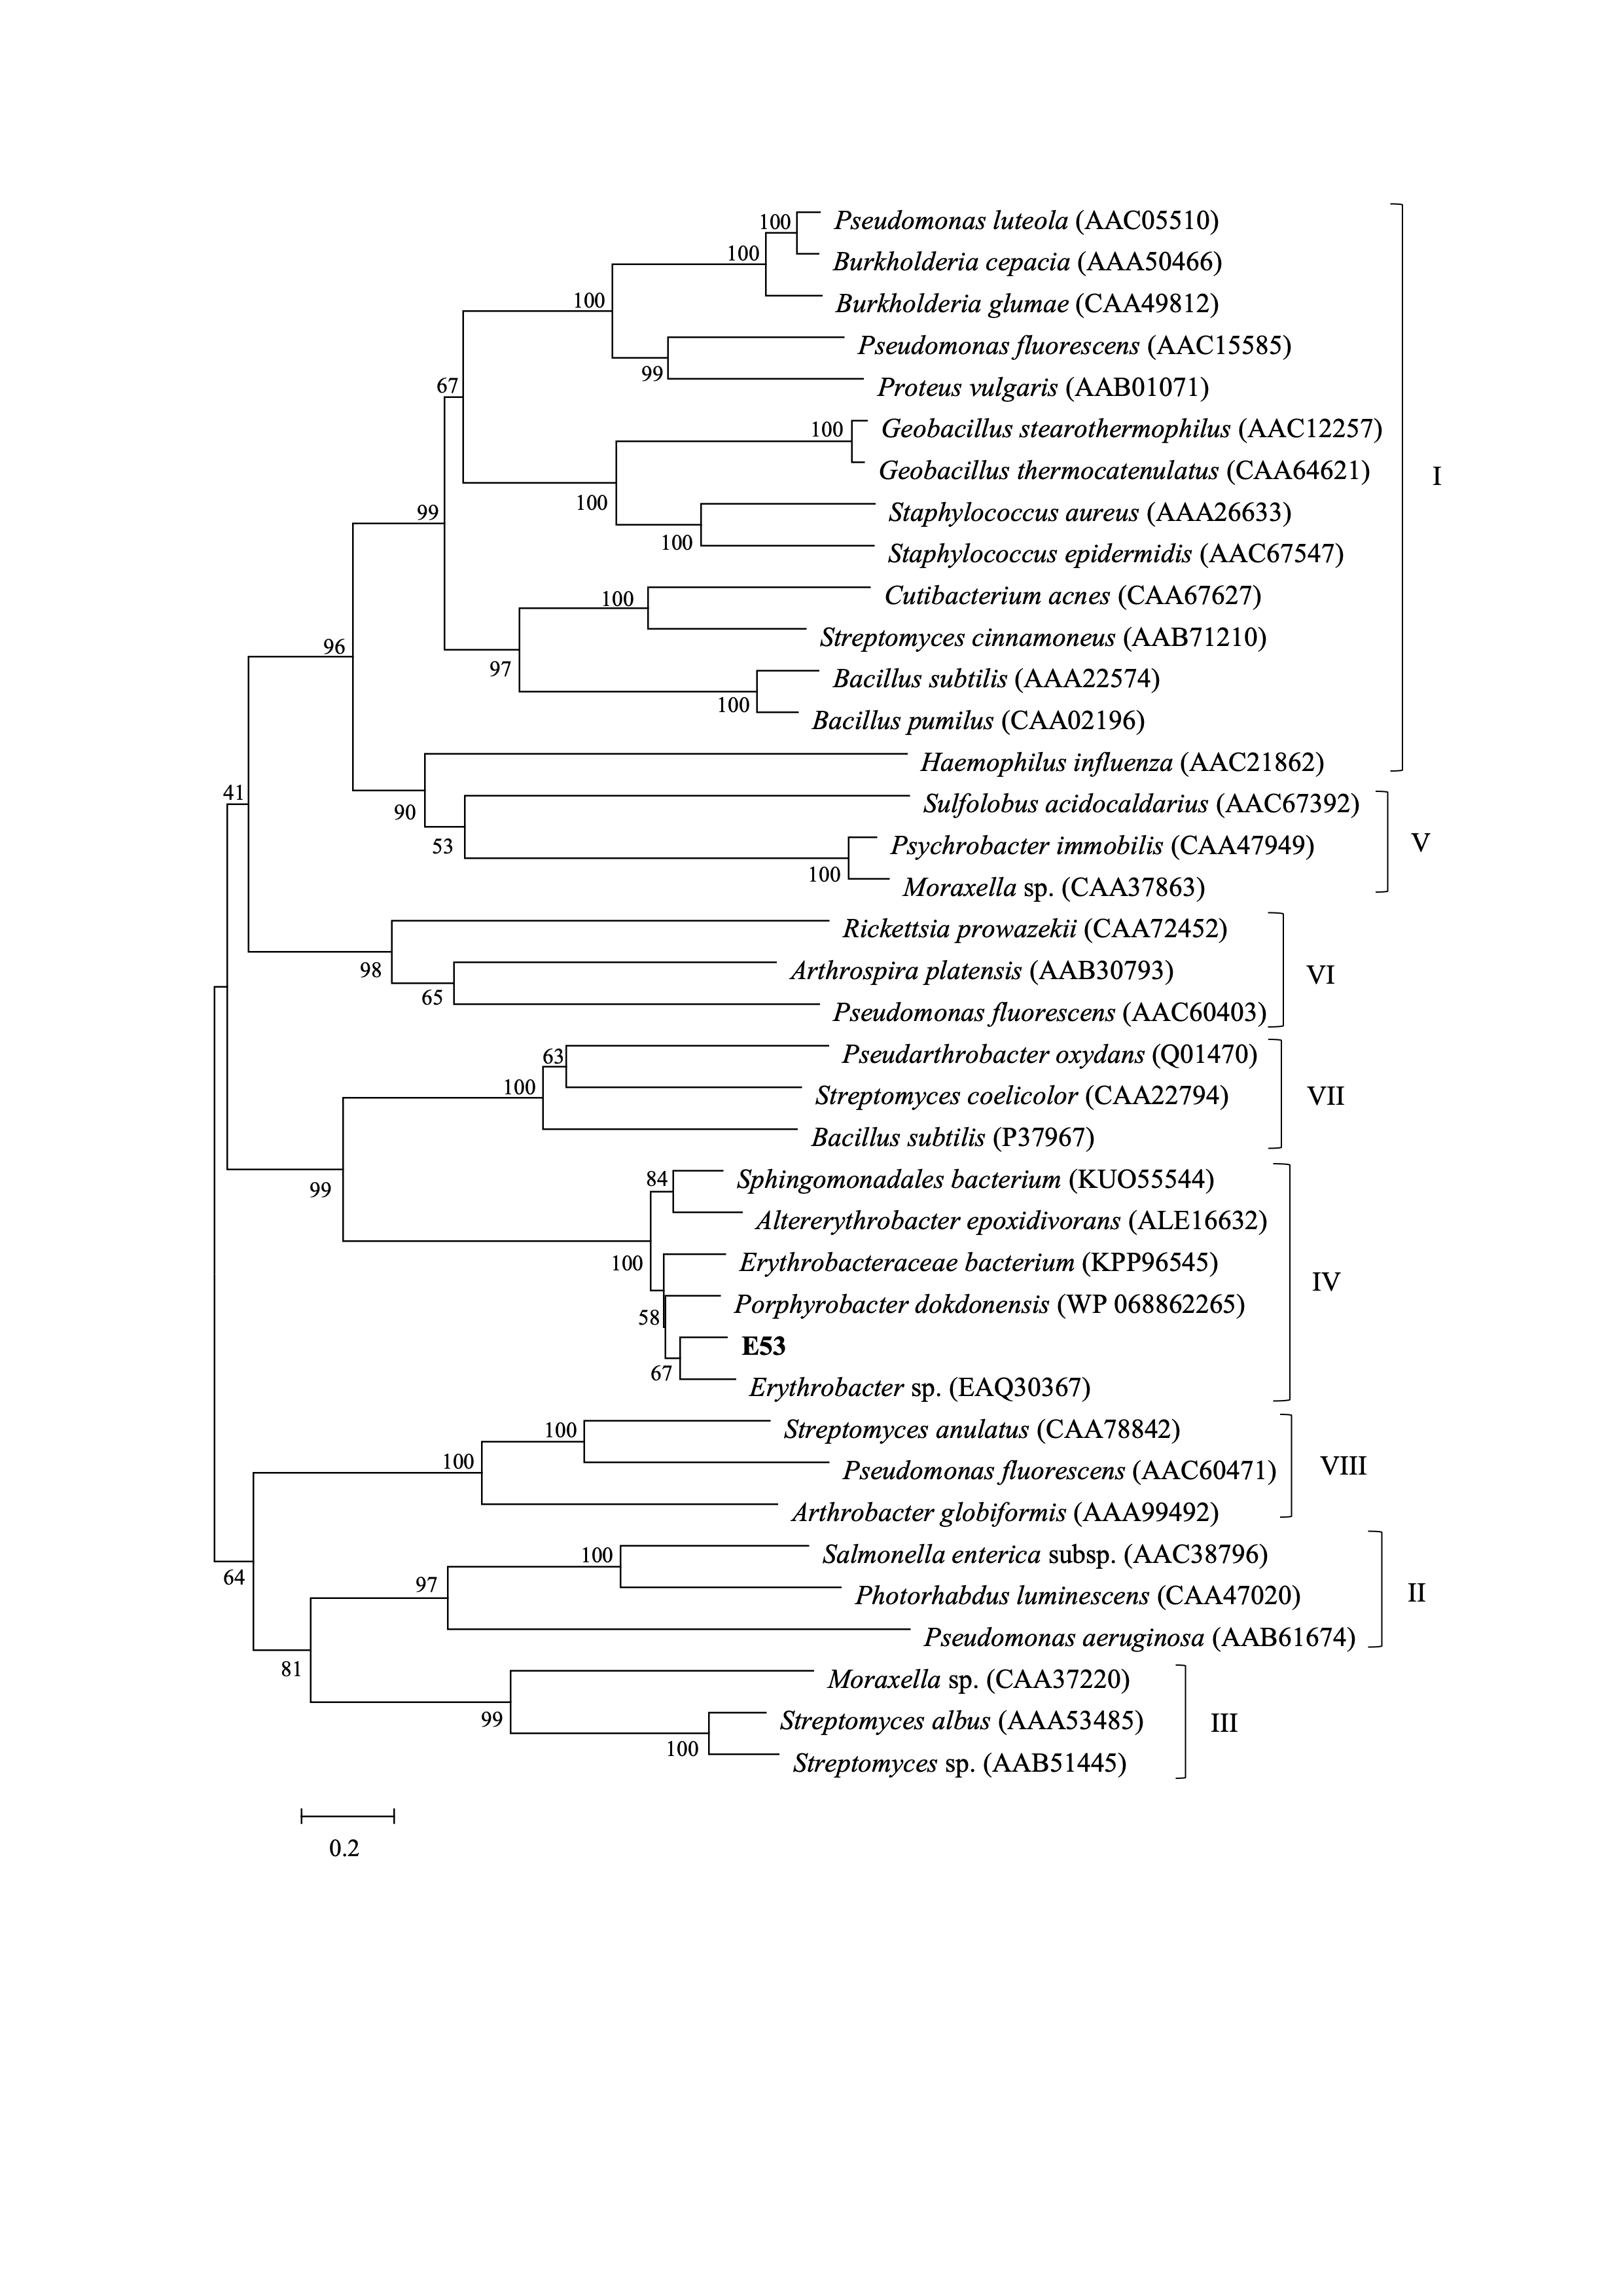 100
Pseudomonas luteola (AAC05510)
100
Burkholderia cepacia (AAA50466)
100
Burkholderia glumae (CAA49812)
Pseudomonas fluorescens (AAC15585)
99
67
Proteus vulgaris (AAB01071)
100
Geobacillus stearothermophilus (AAC12257)
Geobacillus thermocatenulatus (CAA64621)
I
100
99
Staphylococcus aureus (AAA26633)
100
Staphylococcus epidermidis (AAC67547)
100
Cutibacterium acnes (CAA67627)
96
Streptomyces cinnamoneus (AAB71210)
97
Bacillus subtilis (AAA22574)
100
Bacillus pumilus (CAA02196)
Haemophilus influenza (AAC21862)
41
90
Sulfolobus acidocaldarius (AAC67392)
53
Psychrobacter immobilis (CAA47949)
V
100
Moraxella sp. (CAA37863)
Rickettsia prowazekii (CAA72452)
98
Arthrospira platensis (AAB30793)
VI
65
Pseudomonas fluorescens (AAC60403)
63
Pseudarthrobacter oxydans (Q01470)
100
Streptomyces coelicolor (CAA22794)
VII
Bacillus subtilis (P37967)
99
84
Sphingomonadales bacterium (KUO55544)
Altererythrobacter epoxidivorans (ALE16632)
100
Erythrobacteraceae bacterium (KPP96545)
IV
58
Porphyrobacter dokdonensis (WP 068862265)
E53
67
Erythrobacter sp. (EAQ30367)
100
Streptomyces anulatus (CAA78842)
100
Pseudomonas fluorescens (AAC60471)
VIII
Arthrobacter globiformis (AAA99492)
64
100
Salmonella enterica subsp. (AAC38796)
97
Photorhabdus luminescens (CAA47020)
II
Pseudomonas aeruginosa (AAB61674)
81
Moraxella sp. (CAA37220)
99
Streptomyces albus (AAA53485)
III
100
Streptomyces sp. (AAB51445)
0.2